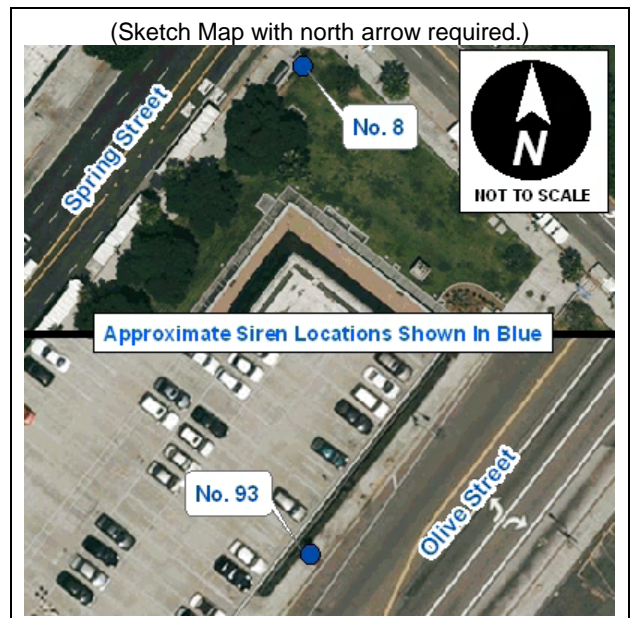 (Sketch Map with north arrow required.)
Spring Street
No. 8
N
NOT TO SCALE
Approximate Siren Locations Shown In Blue
No. 93
Olive Street